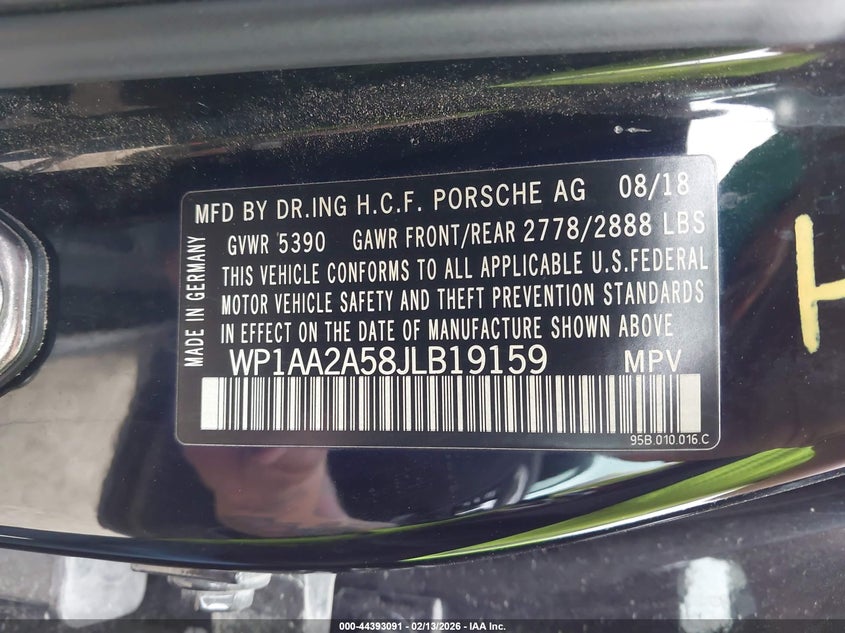 MFD BY DR.ING H.C.F. PORSCHE AG 08/18
GVWR 5390 GAWR FRONT/REAR 2778/2888 LBS
THIS VEHICLE CONFORMS TO ALL APPLICABLE U.S.FEDERAL
MOTOR VEHICLE SAFETY AND THEFT PREVENTION STANDARDS
IN EFFECT ON THE DATE OF MANUFACTURE SHOWN ABOVE
WP1AA2A58JLB19159 MPV
95B 010.016 C
MADE IN GERMANY
H
000-44393091 / 02/13/2026 - IAA Inc.